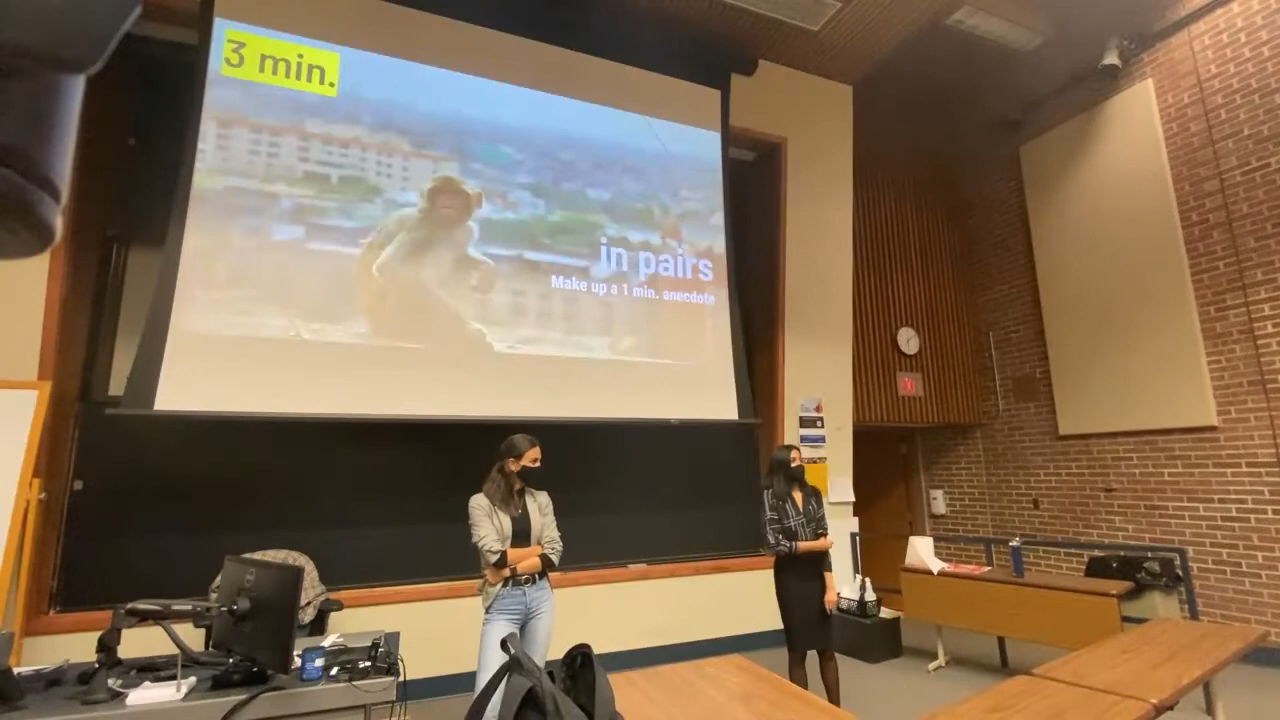 3 min.
in pairs
Make up a 1 min. anecdote